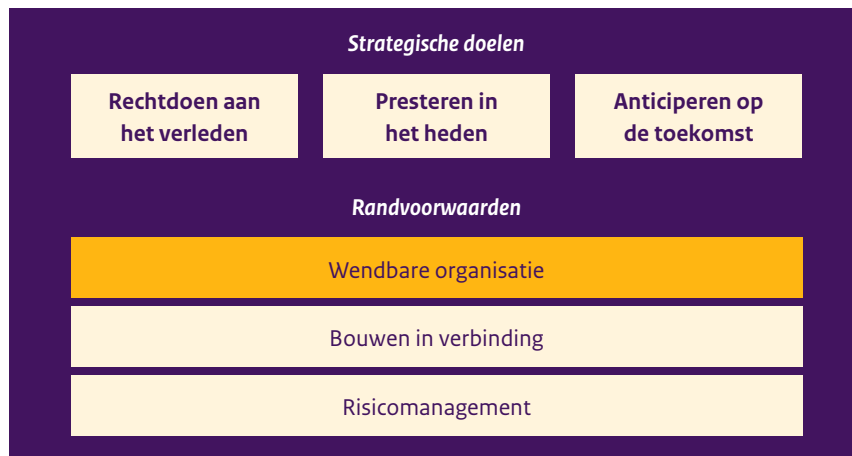 Strategische doelen
Rechtdoen aan
het verleden
Presteren in
het heden
Anticiperen op
de toekomst
Randvoorwaarden
Wendbare organisatie
Bouwen in verbinding
Risicomanagement